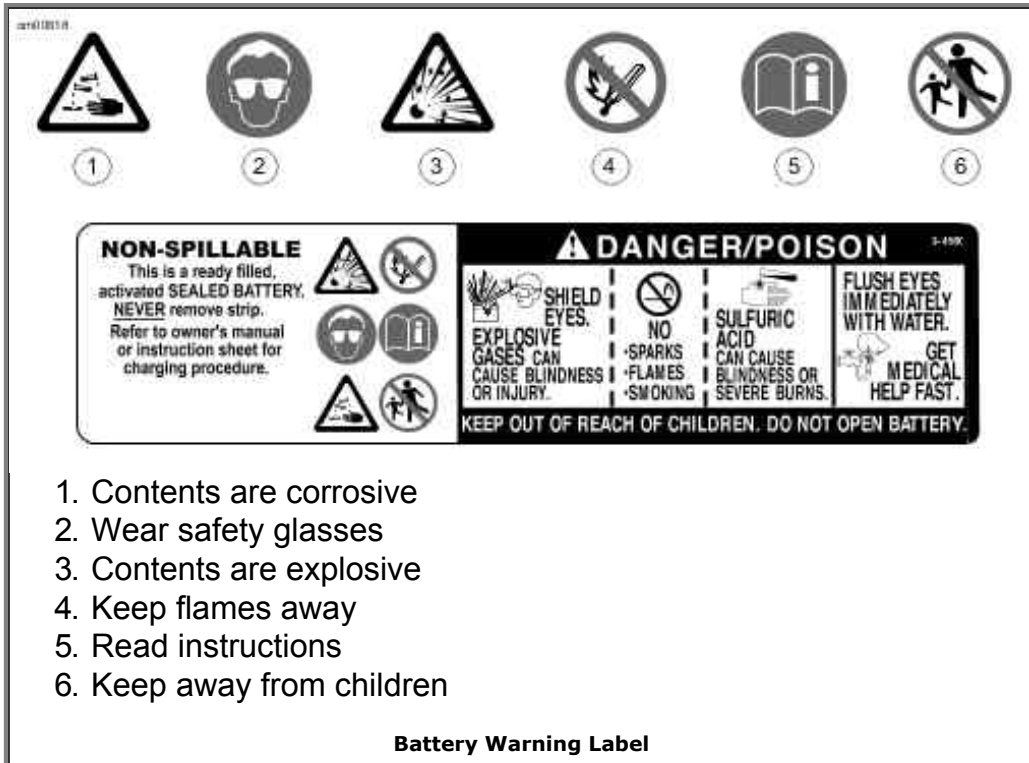 1 2 3 4 5 6
NON-SPILLABLE
This is a ready filled,
activated SEALED BATTERY.
NEVER remove strip.
Refer to owner's manual
or instruction sheet for
charging procedure.
DANGER/POISON
SHIELD
EYES.
EXPLOSIVE
GASES CAN
CAUSE BLINDNESS
OR INJURY.
NO
•SPARKS
•FLAMES
•SMOKING
SULFURIC
ACID
CAN CAUSE
BLINDNESS OR
SEVERE BURNS.
FLUSH EYES
IMMEDIATELY
WITH WATER.
GET
MEDICAL
HELP FAST.
KEEP OUT OF REACH OF CHILDREN. DO NOT OPEN BATTERY.
1. Contents are corrosive
2. Wear safety glasses
3. Contents are explosive
4. Keep flames away
5. Read instructions
6. Keep away from children
Battery Warning Label